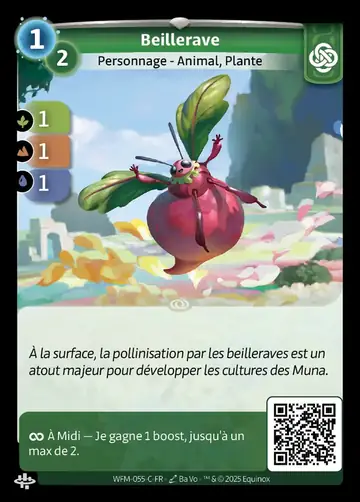 1
2
Beillerave
Personnage - Animal, Plante
1
1
1
À la surface, la pollinisation par les beilleraves est un
atout majeur pour développer les cultures des Muna.
∞ À Midi — Je gagne 1 boost, jusqu'à un
max de 2.
WFM-055-C-FR - Ba Vo - ™ & © 2025 Equinox